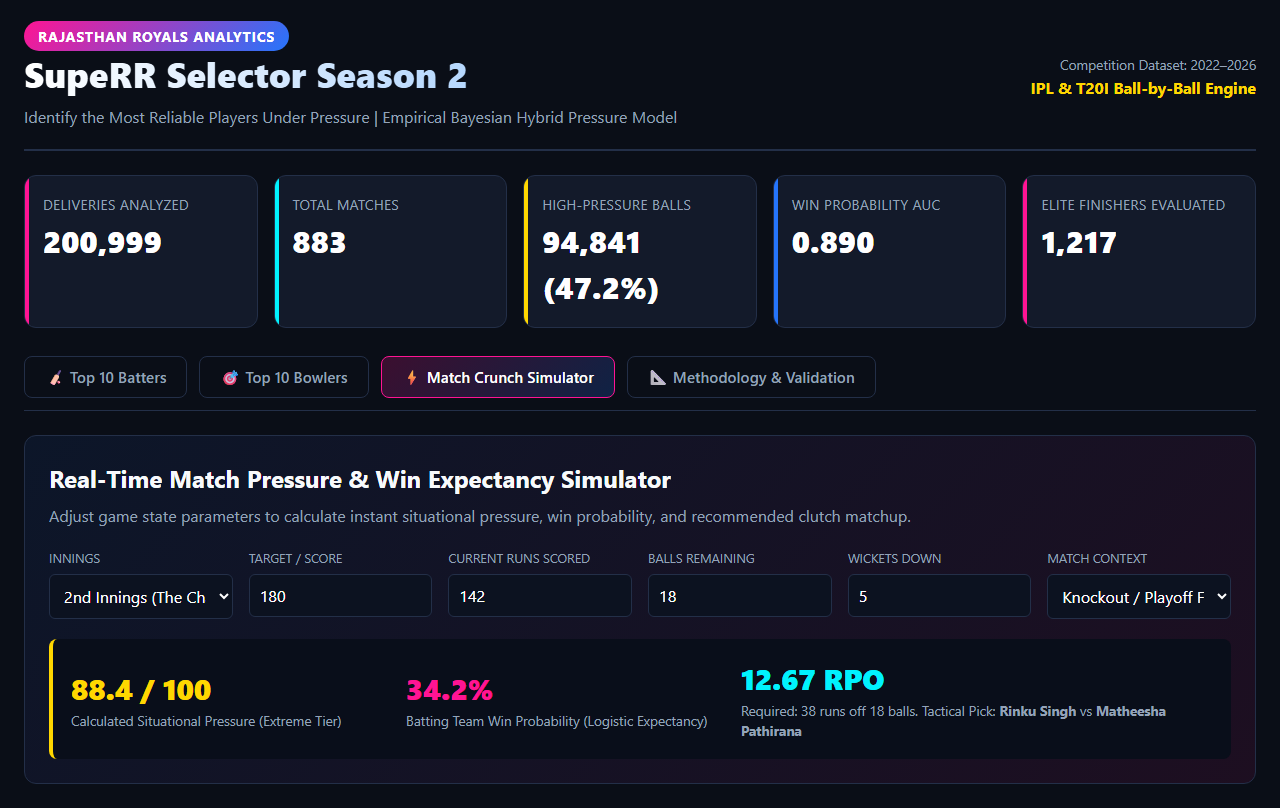 RAJASTHAN ROYALS ANALYTICS
SupeRR Selector Season 2
Identify the Most Reliable Players Under Pressure | Empirical Bayesian Hybrid Pressure Model
Competition Dataset: 2022–2026
IPL & T20I Ball-by-Ball Engine
DELIVERIES ANALYZED
200,999
TOTAL MATCHES
883
HIGH-PRESSURE BALLS
94,841
(47.2%)
WIN PROBABILITY AUC
0.890
ELITE FINISHERS EVALUATED
1,217
Top 10 Batters
Top 10 Bowlers
Match Crunch Simulator
Methodology & Validation
Real-Time Match Pressure & Win Expectancy Simulator
Adjust game state parameters to calculate instant situational pressure, win probability, and recommended clutch matchup.
INNINGS
2nd Innings (The Ch
TARGET / SCORE
180
CURRENT RUNS SCORED
142
BALLS REMAINING
18
WICKETS DOWN
5
MATCH CONTEXT
Knockout / Playoff F
88.4 / 100
Calculated Situational Pressure (Extreme Tier)
34.2%
Batting Team Win Probability (Logistic Expectancy)
12.67 RPO
Required: 38 runs off 18 balls. Tactical Pick: Rinku Singh vs Matheesha
Pathirana